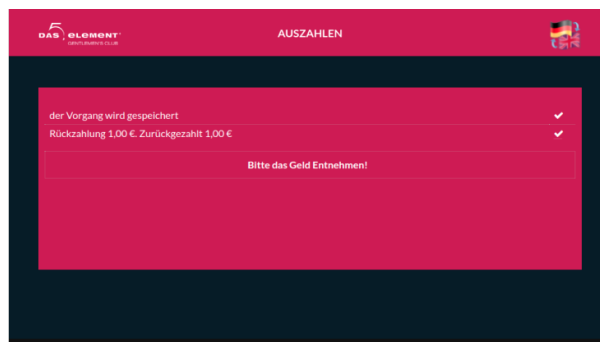 DAS 5. ELEMENT
GENTLEMEN'S CLUB
AUSZAHLEN
der Vorgang wird gespeichert
Rückzahlung 1,00 €. Zurückgezahlt 1,00 €
Bitte das Geld Entnehmen!